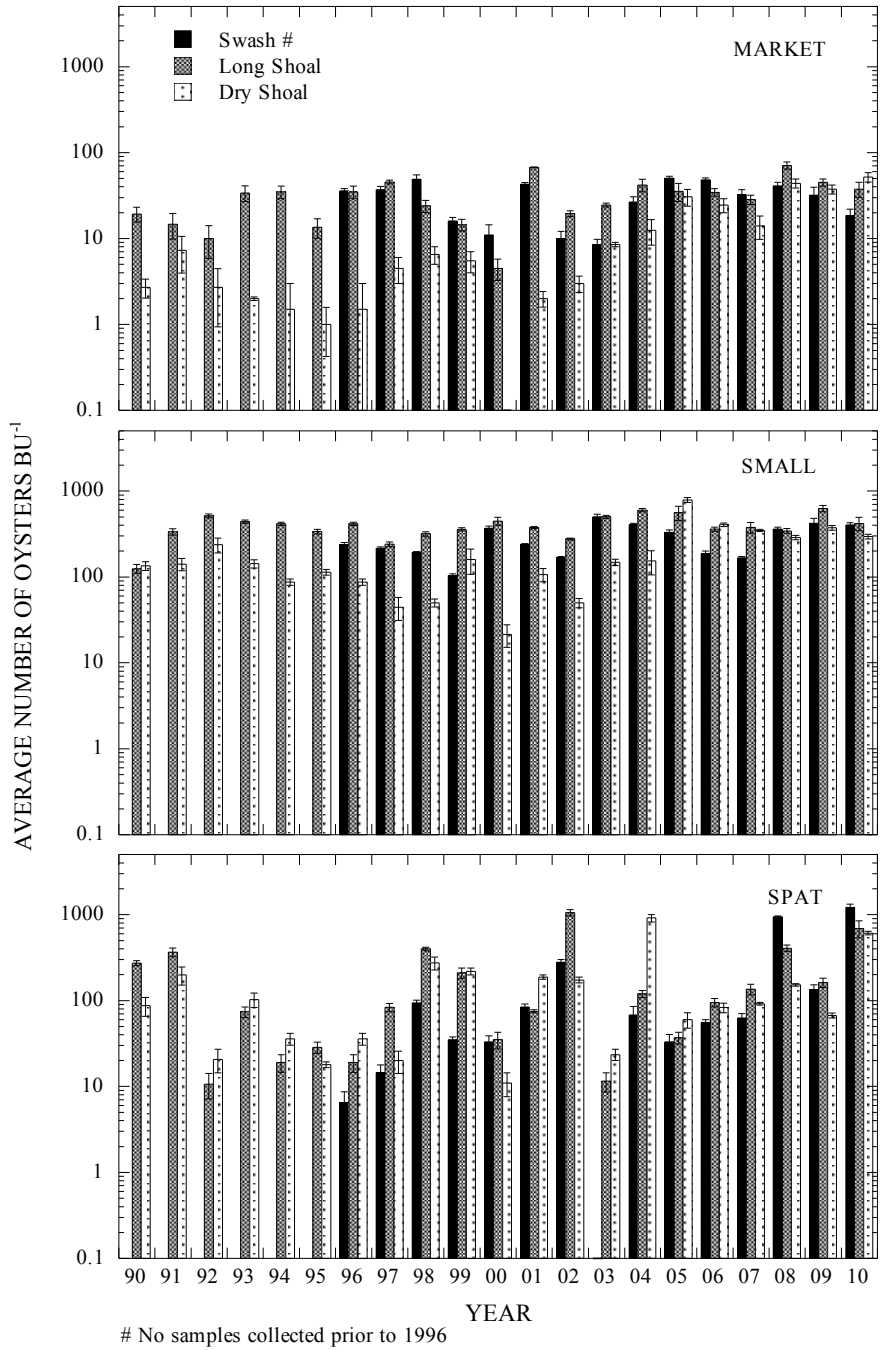 Swash #
Long Shoal
Dry Shoal
MARKET
1000
100
10
1
0.1
SMALL
1000
100
10
1
0.1
SPAT
1000
100
10
1
0.1
AVERAGE NUMBER OF OYSTERS BU-1
90 91 92 93 94 95 96 97 98 99 00 01 02 03 04 05 06 07 08 09 10
YEAR
# No samples collected prior to 1996